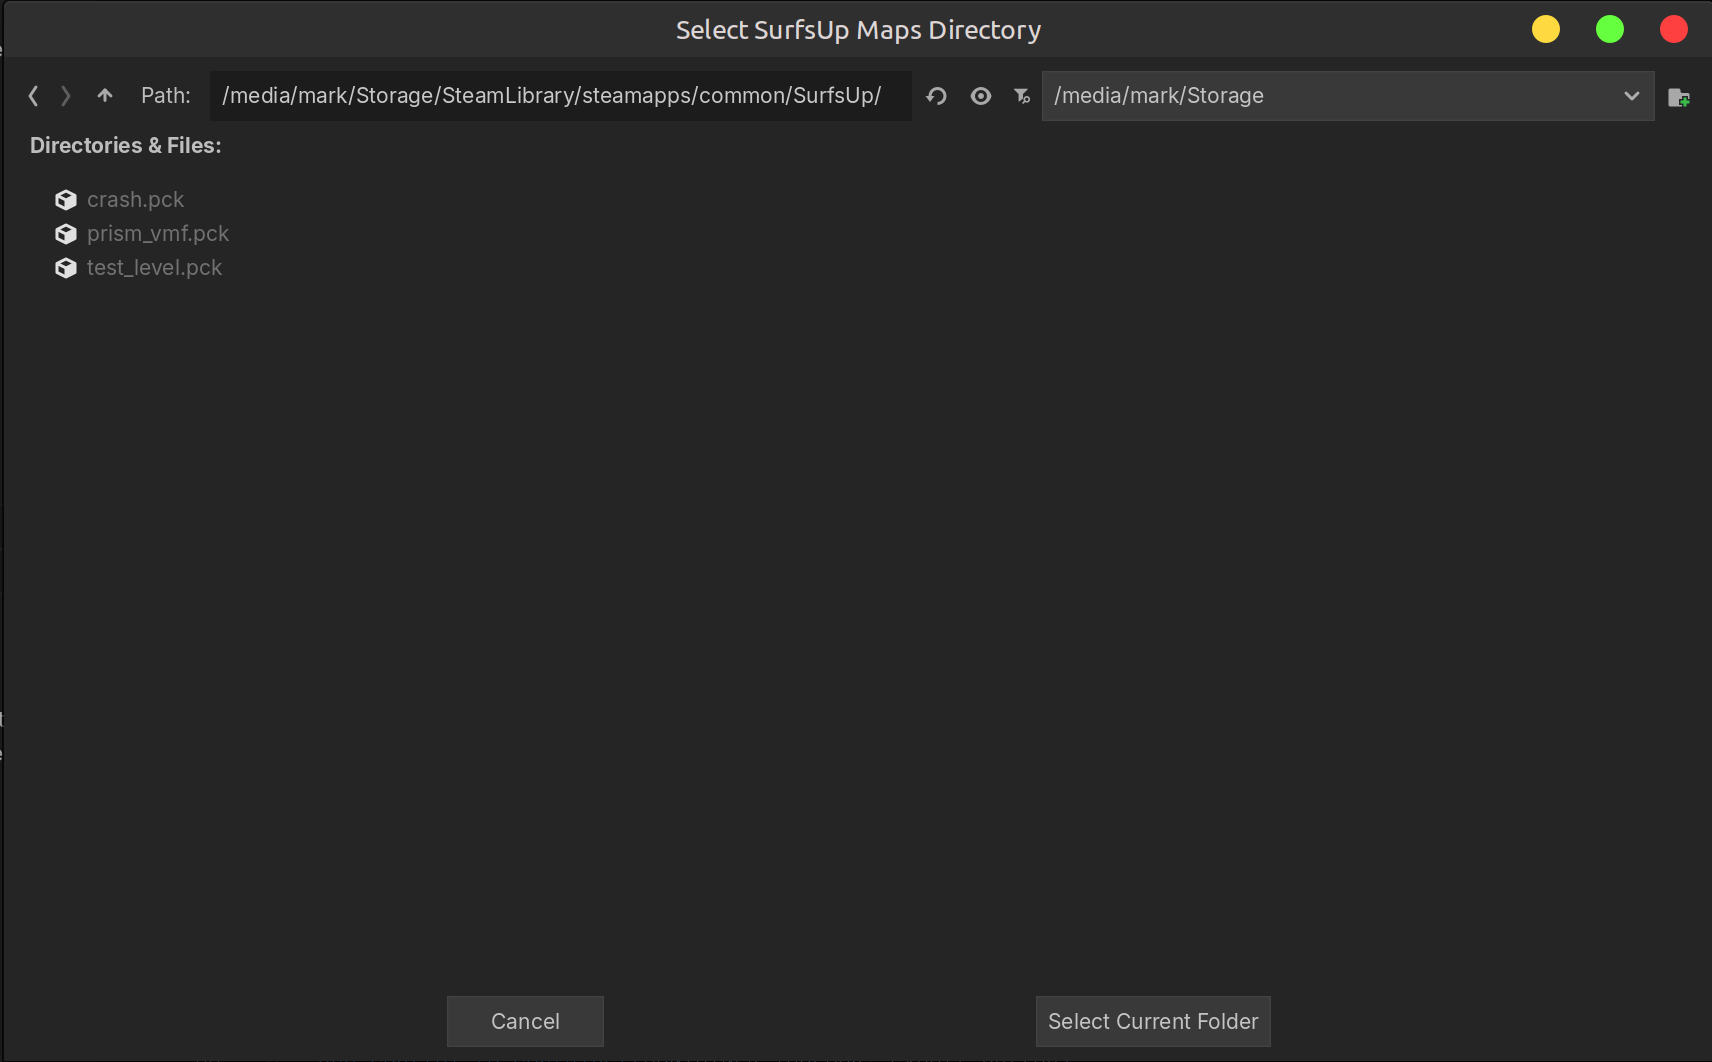 Select SurfsUp Maps Directory
Path: /media/mark/Storage/SteamLibrary/steamapps/common/SurfsUp/ /media/mark/Storage
Directories & Files:
crash.pck
prism_vmf.pck
test_level.pck
Cancel Select Current Folder